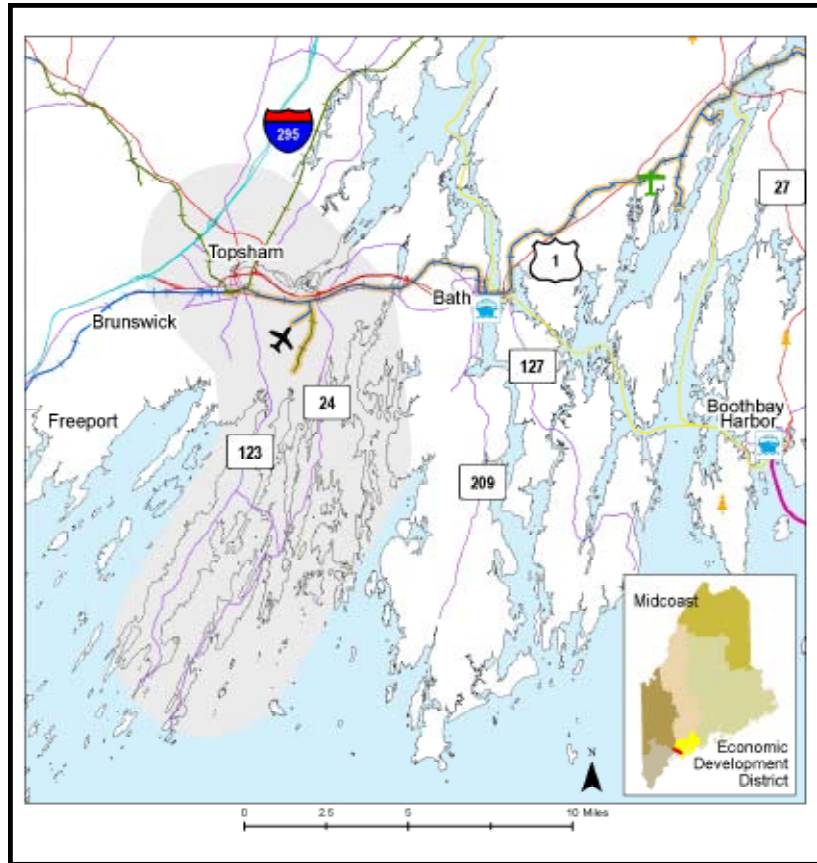 295
27
Topsham
1
Bath
Brunswick
127
24
Freeport
Boothbay
Harbor
123
209
Midcoast
Economic
Development
District
N
0 2.5 5 10 Miles